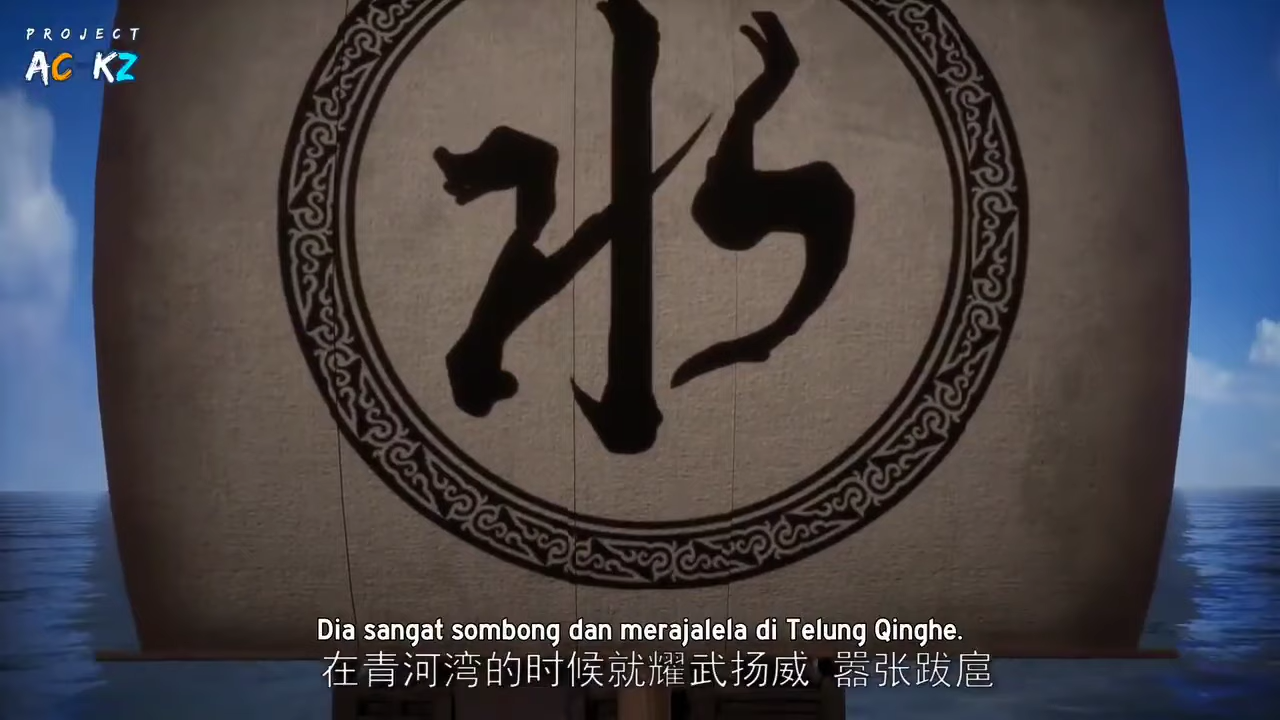 PROJECT
AC KZ
水
Dia sangat sombong dan merajalela di Telung Qinghe.
在青河湾的时候就耀武扬威 嚣张跋扈